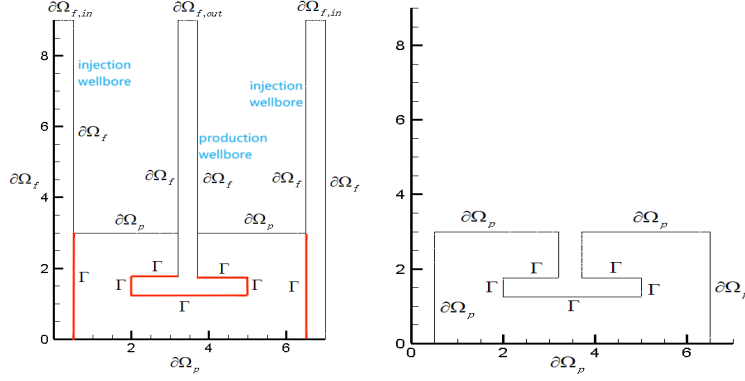 ∂Ω_{f,in} ∂Ω_{f,out} ∂Ω_{f,in}
injection
wellbore
injection
wellbore
production
wellbore
∂Ω_f
∂Ω_f
∂Ω_f
∂Ω_f
∂Ω_f
∂Ω_f
∂Ω_p
∂Ω_p
Γ
Γ
Γ
Γ
Γ
Γ
Γ
8
6
4
2
0
2 4 6
∂Ω_p
8
6
4
2
0
∂Ω_p
∂Ω_p
Γ
Γ
Γ
Γ
Γ
∂Ω_p
0 2 4 6
∂Ω_p